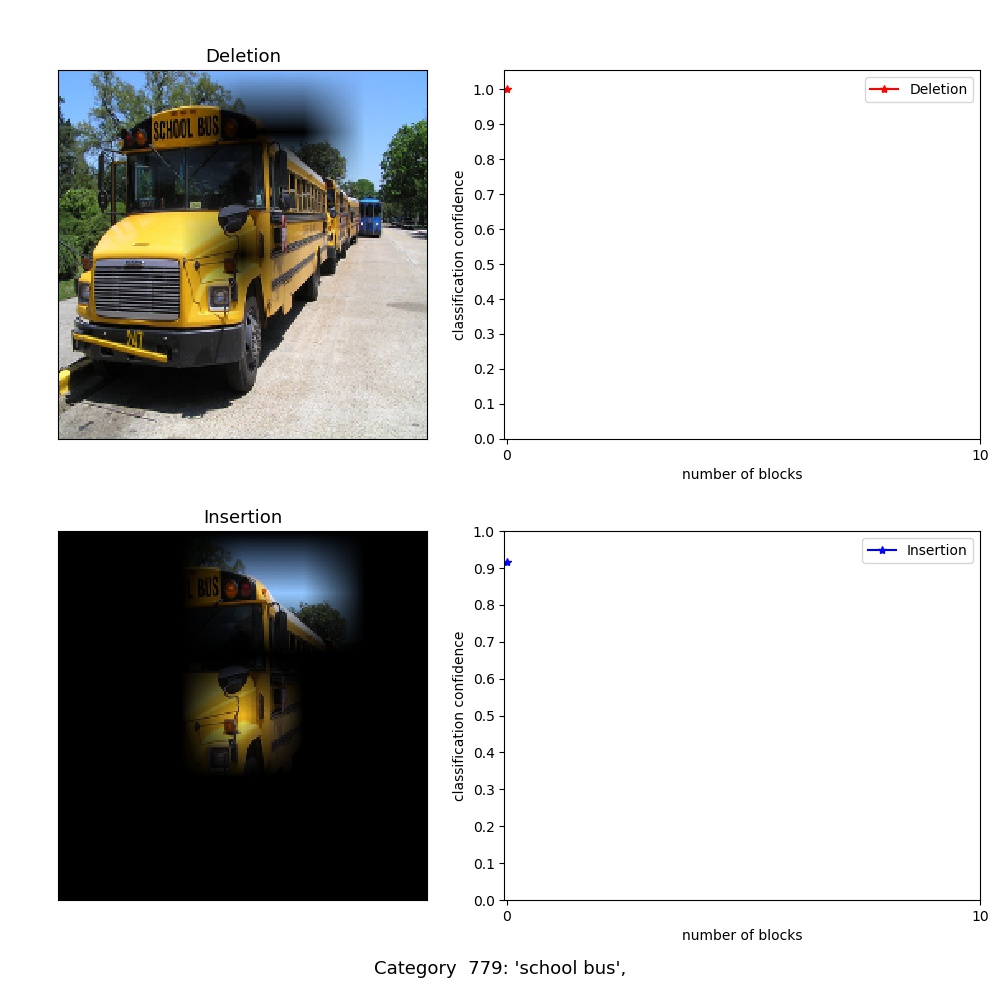 Deletion
SCHOOL BUS
1.0
0.9
0.8
0.7
0.6
0.5
0.4
0.3
0.2
0.1
0.0
0
10
classification confidence
number of blocks
Deletion
Insertion
L BUS
1.0
0.9
0.8
0.7
0.6
0.5
0.4
0.3
0.2
0.1
0.0
0
10
classification confidence
number of blocks
Insertion
Category  779: 'school bus',